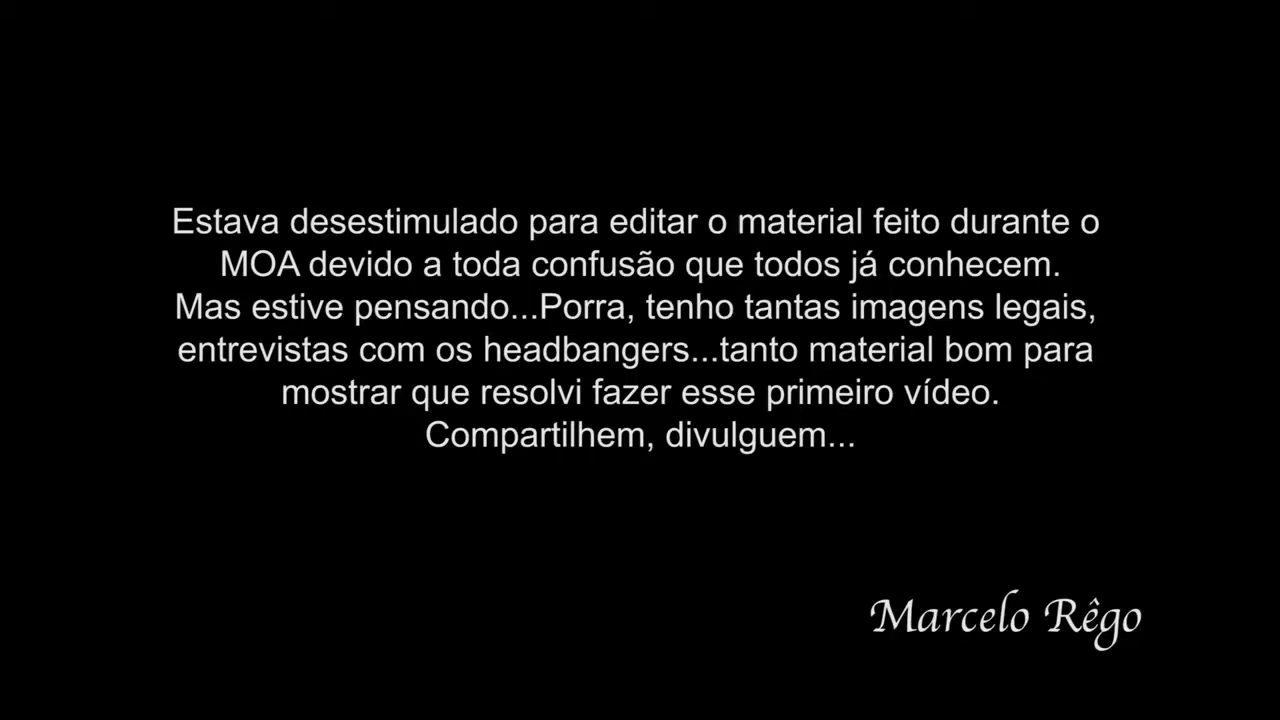 Estava desestimulado para editar o material feito durante o
MOA devido a toda confusão que todos já conhecem.
Mas estive pensando...Porra, tenho tantas imagens legais,
entrevistas com os headbangers...tanto material bom para
mostrar que resolvi fazer esse primeiro vídeo.
Compartilhem, divulguem...
Marcelo Rêgo